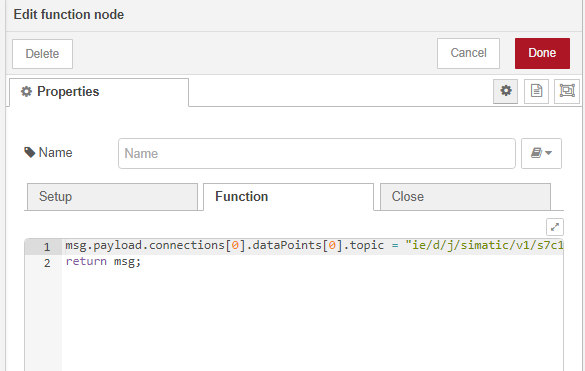 Edit function node
Delete
Cancel
Done
Properties
Name
Name
Setup
Function
Close
1 msg.payload.connections[0].dataPoints[0].topic = "ie/d/j/simatic/v1/s7c1
2 return msg;